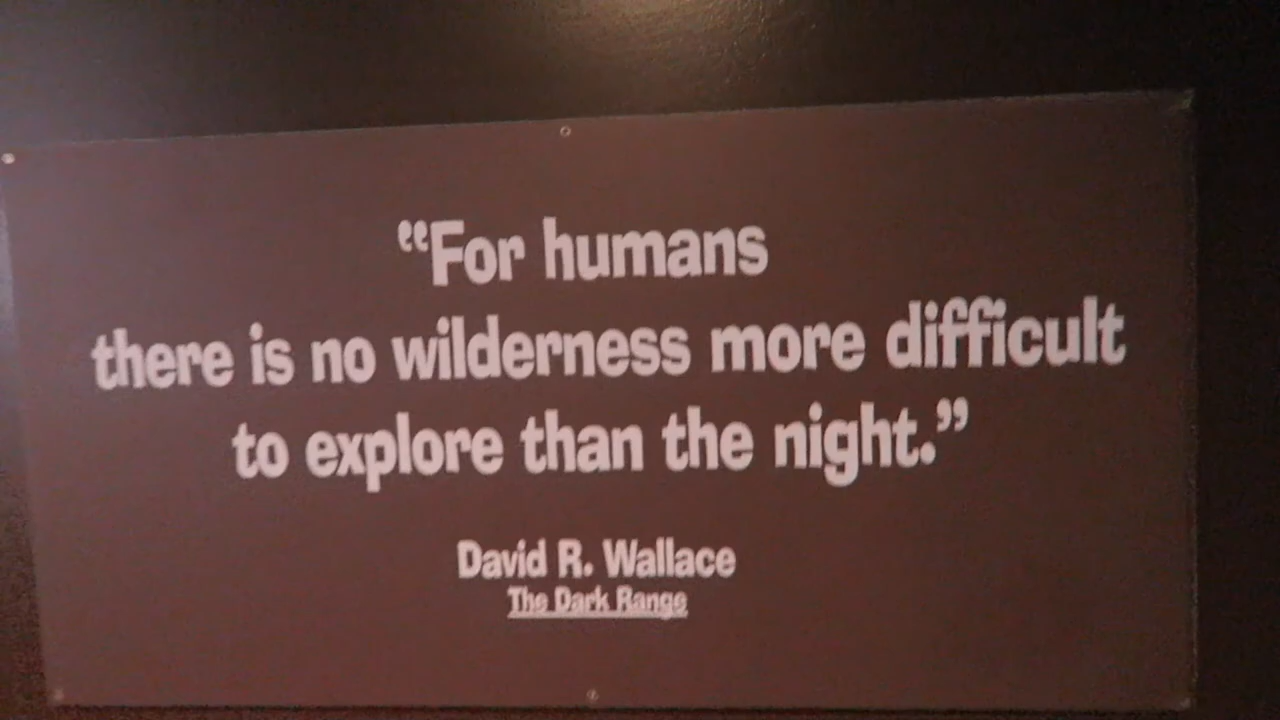 “For humans
there is no wilderness more difficult
to explore than the night.”
David R. Wallace
The Dark Range